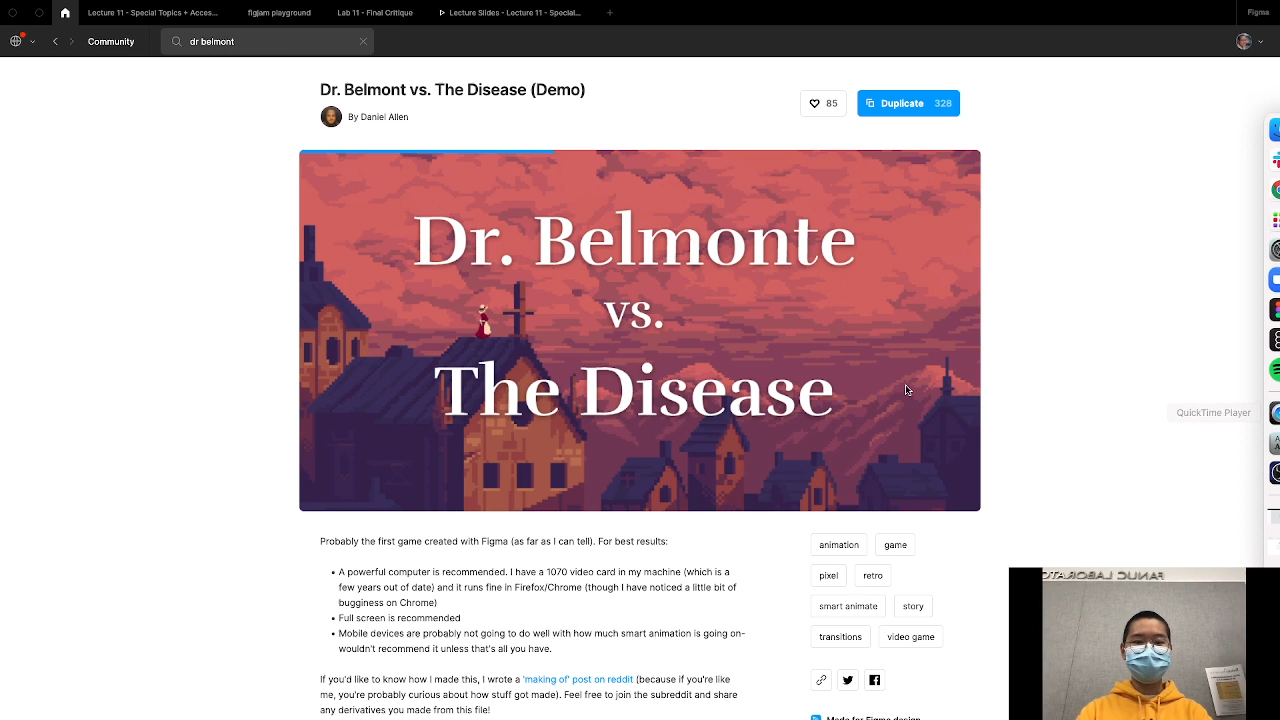 Lecture 11 - Special Topics + Acces...
figjam playground
Lab 11 - Final Critique
Lecture Slides - Lecture 11 - Special...
Figma
Community
dr belmont
Dr. Belmont vs. The Disease (Demo)
By Daniel Allen
85
Duplicate 328
Dr. Belmonte
vs.
The Disease
QuickTime Player
Probably the first game created with Figma (as far as I can tell). For best results:
• A powerful computer is recommended. I have a 1070 video card in my machine (which is a
few years out of date) and it runs fine in Firefox/Chrome (though I have noticed a little bit of
bugginess on Chrome)
• Full screen is recommended
• Mobile devices are probably not going to do well with how much smart animation is going on-
wouldn't recommend it unless that's all you have.
If you'd like to know how I made this, I wrote a 'making of' post on reddit (because if you're like
me, you're probably curious about how stuff got made). Feel free to join the subreddit and share
any derivatives you made from this file!
animation game
pixel retro
smart animate story
transitions video game
Made for Figma design